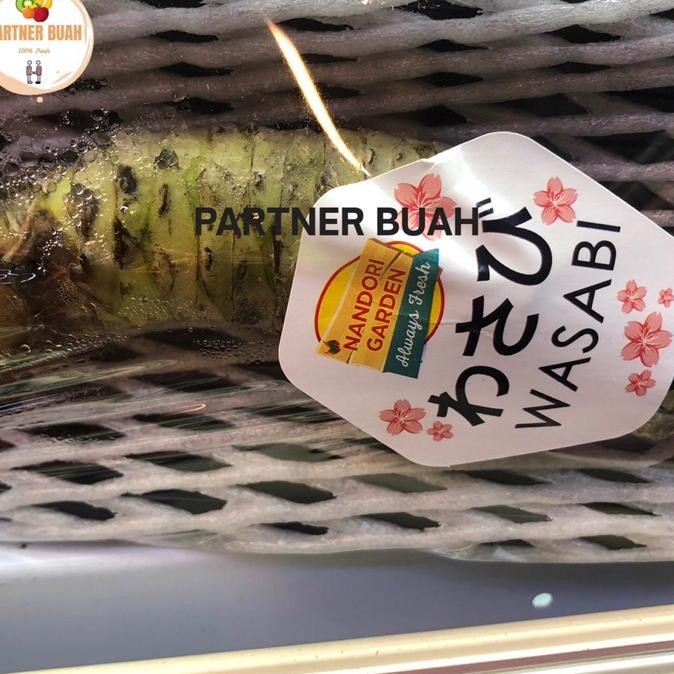 PARTNER BUAH
100% Fresh
PARTNER BUAH
NANDORI
GARDEN
Always Fresh
わさび
WASABI